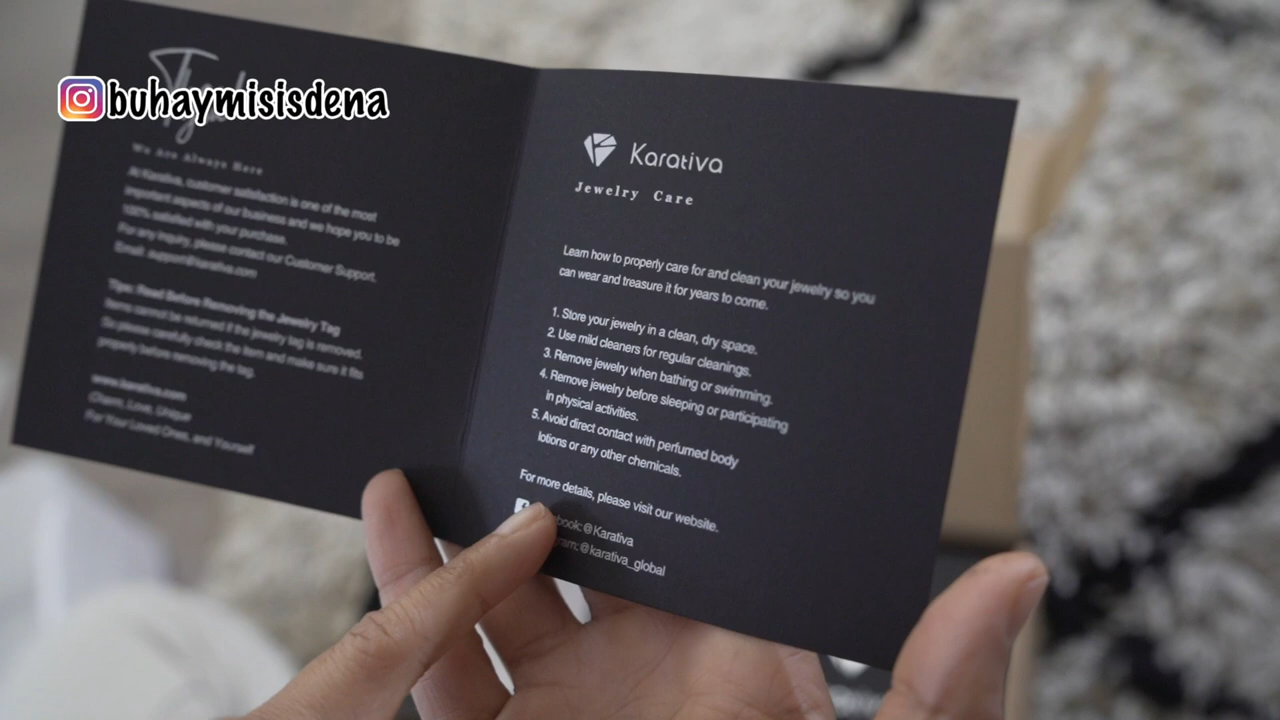 buhaymisisdena
We Are Always Here
At Karativa, customer satisfaction is one of the most
important aspects of our business and we hope you to be
100% satisfied with your purchase.
For any inquiry, please contact our Customer Support.
Email: support@karativa.com
Tips: Read Before Removing the Jewelry Tag
Items cannot be returned if the jewelry tag is removed.
So please carefully check the item and make sure it fits
properly before removing the tag.
www.karativa.com
Charm, Love, Unique
For Your Loved Ones, and Yourself
Karativa
Jewelry Care
Learn how to properly care for and clean your jewelry so you
can wear and treasure it for years to come.
1. Store your jewelry in a clean, dry space.
2. Use mild cleaners for regular cleanings.
3. Remove jewelry when bathing or swimming.
4. Remove jewelry before sleeping or participating
in physical activities.
5. Avoid direct contact with perfumed body
lotions or any other chemicals.
For more details, please visit our website.
book: @Karativa
ram: @karativa_global